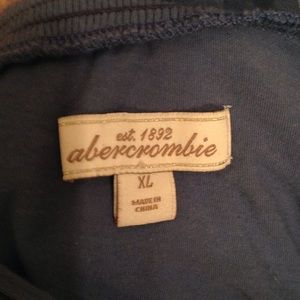 est. 1892
abercrombie
XL
MADE IN
CHINA